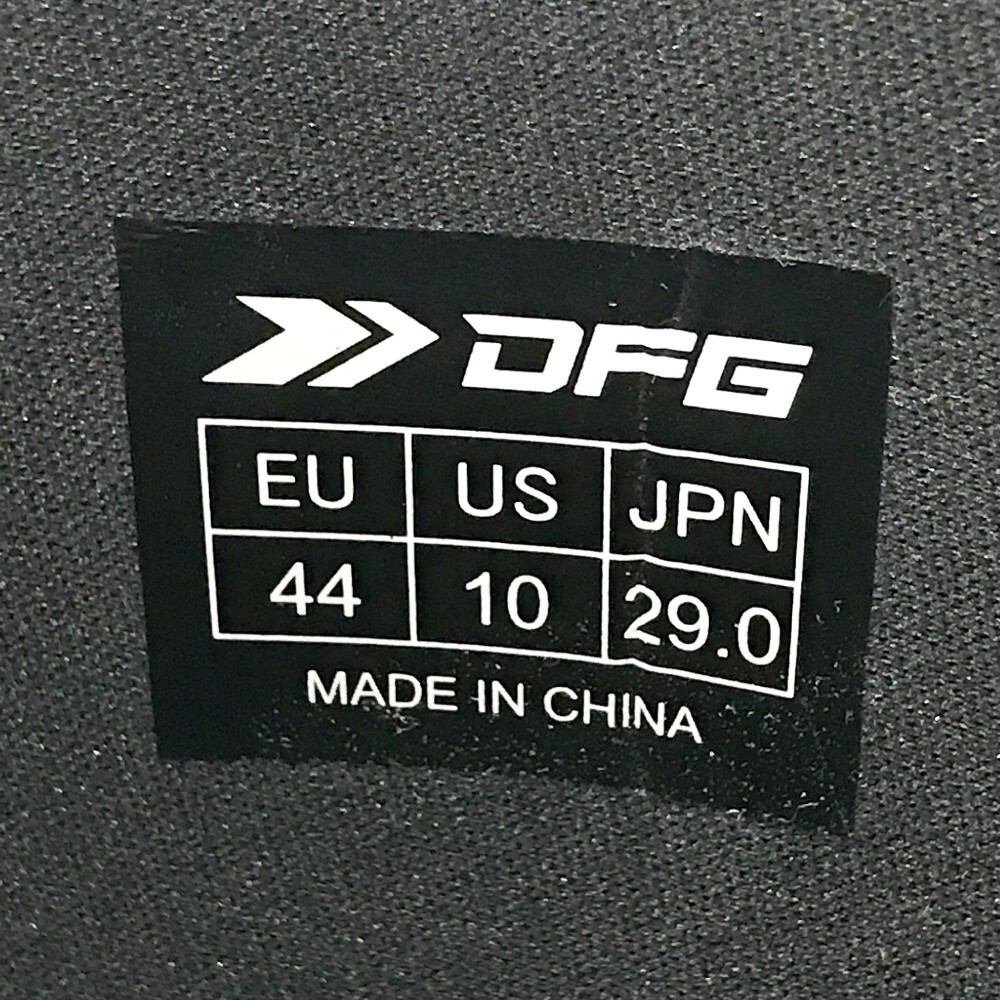 DFG
EU US JPN
44 10 29.0
MADE IN CHINA